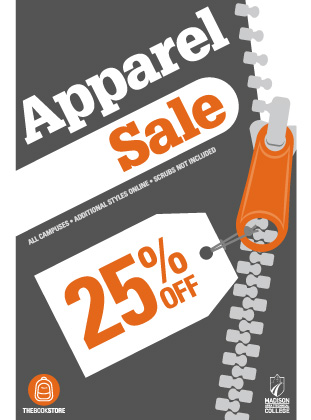 Apparel
Sale
ALL CAMPUSES • ADDITIONAL STYLES ONLINE • SCRUBS NOT INCLUDED
25%
OFF
THEBOOKSTORE
MADISON
COLLEGE